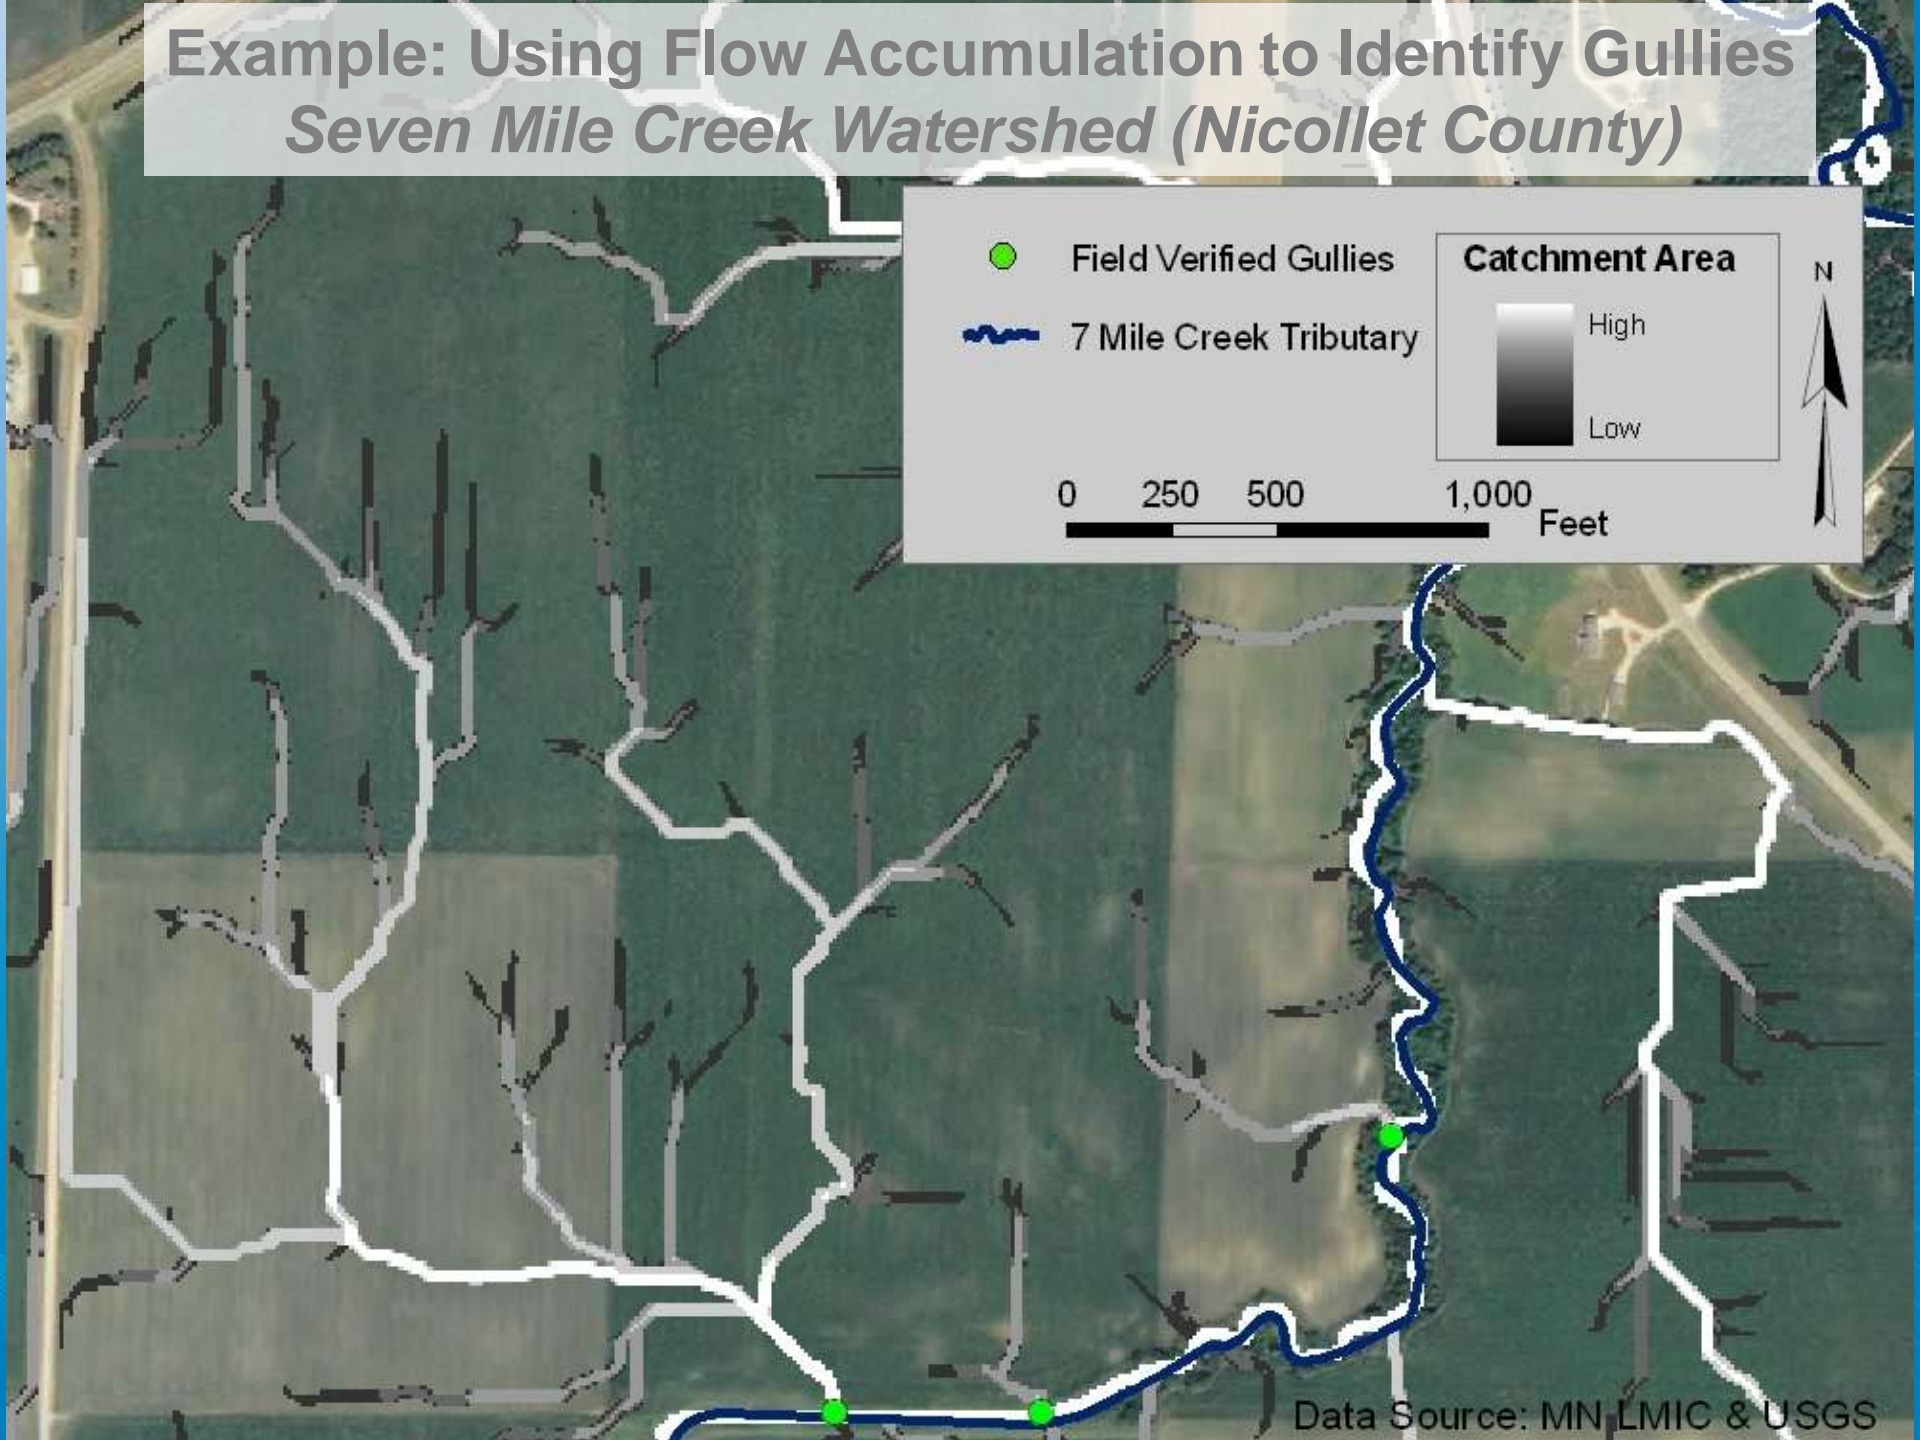 Example: Using Flow Accumulation to Identify Gullies
Seven Mile Creek Watershed (Nicollet County)
Field Verified Gullies
7 Mile Creek Tributary
Catchment Area
High
Low
N
0 250 500 1,000
Feet
Data Source: MN LMIC & USGS